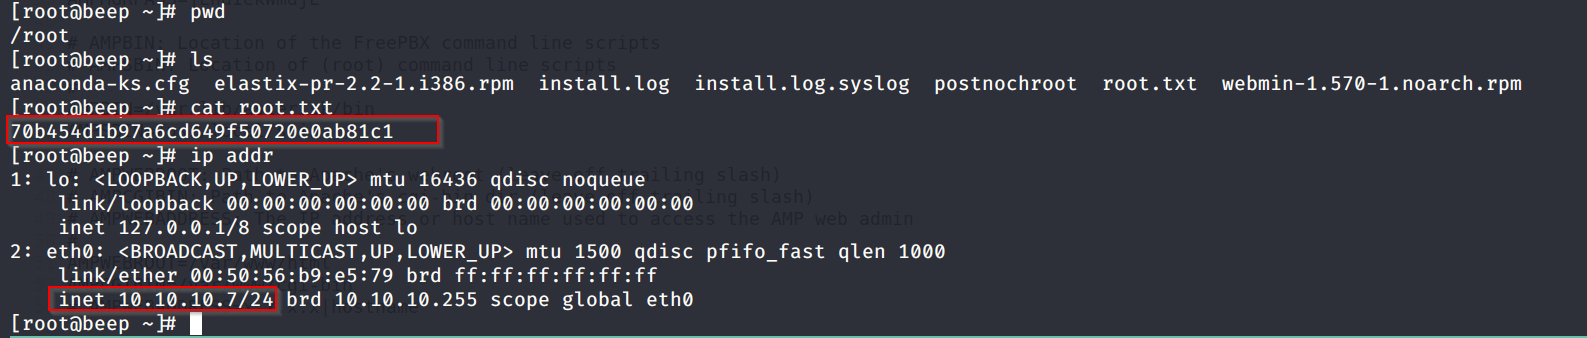 [root@beep ~]# pwd
/root
[root@beep ~]# ls
anaconda-ks.cfg  elastix-pr-2.2-1.i386.rpm  install.log  install.log.syslog  postnochroot  root.txt  webmin-1.570-1.noarch.rpm
[root@beep ~]# cat root.txt
70b454d1b97a6cd649f50720e0ab81c1
[root@beep ~]# ip addr
1: lo: <LOOPBACK,UP,LOWER_UP> mtu 16436 qdisc noqueue
    link/loopback 00:00:00:00:00:00 brd 00:00:00:00:00:00
    inet 127.0.0.1/8 scope host lo
2: eth0: <BROADCAST,MULTICAST,UP,LOWER_UP> mtu 1500 qdisc pfifo_fast qlen 1000
    link/ether 00:50:56:b9:e5:79 brd ff:ff:ff:ff:ff:ff
    inet 10.10.10.7/24 brd 10.10.10.255 scope global eth0
[root@beep ~]#